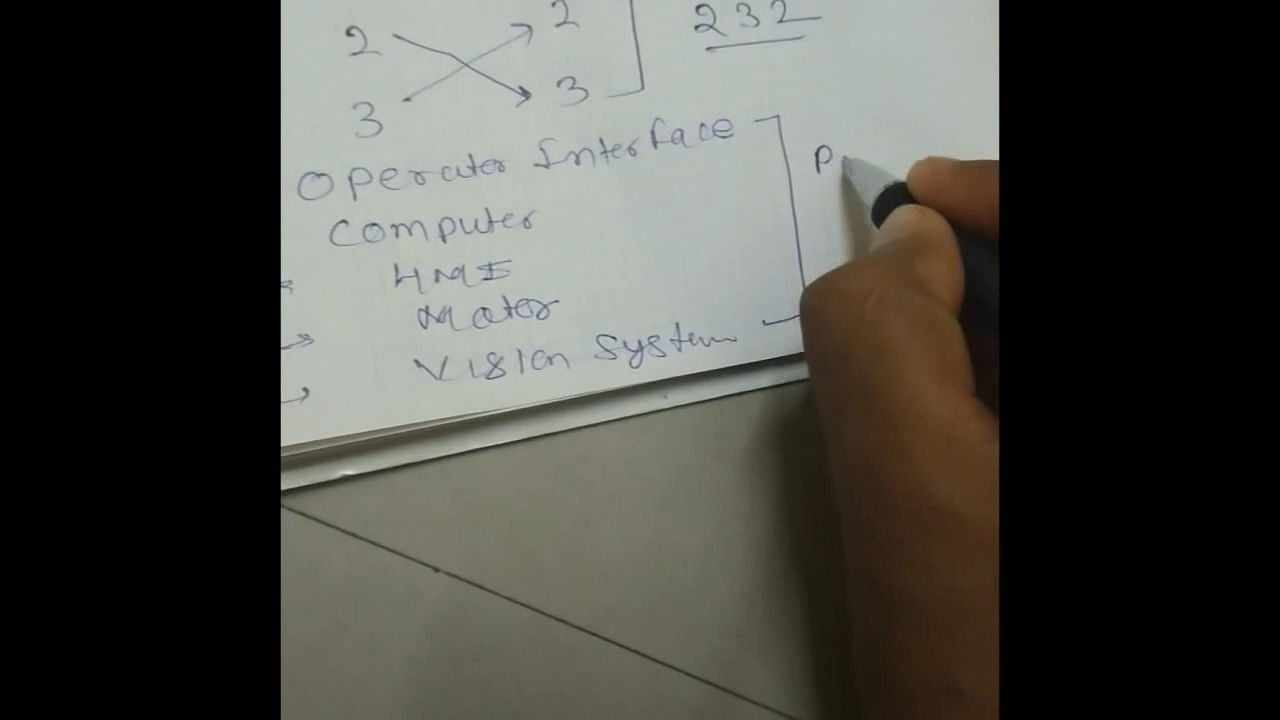 2 2 232
3 3
Operator Interface P
Computer
HMI
Motor
Vision System